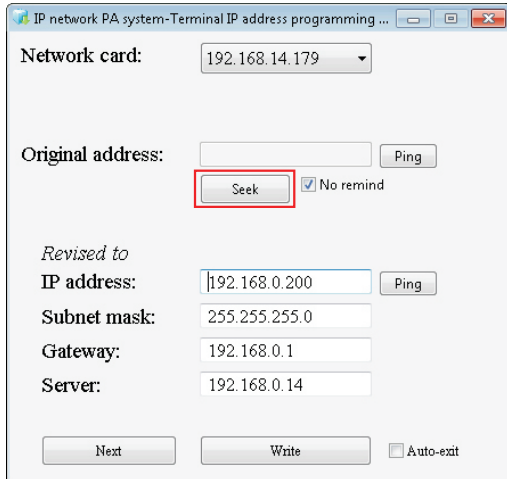 IP network PA system-Terminal IP address programming ...
Network card: 192.168.14.179
Original address: Ping
Seek No remind
Revised to
IP address: 192.168.0.200 Ping
Subnet mask: 255.255.255.0
Gateway: 192.168.0.1
Server: 192.168.0.14
Next Write Auto-exit